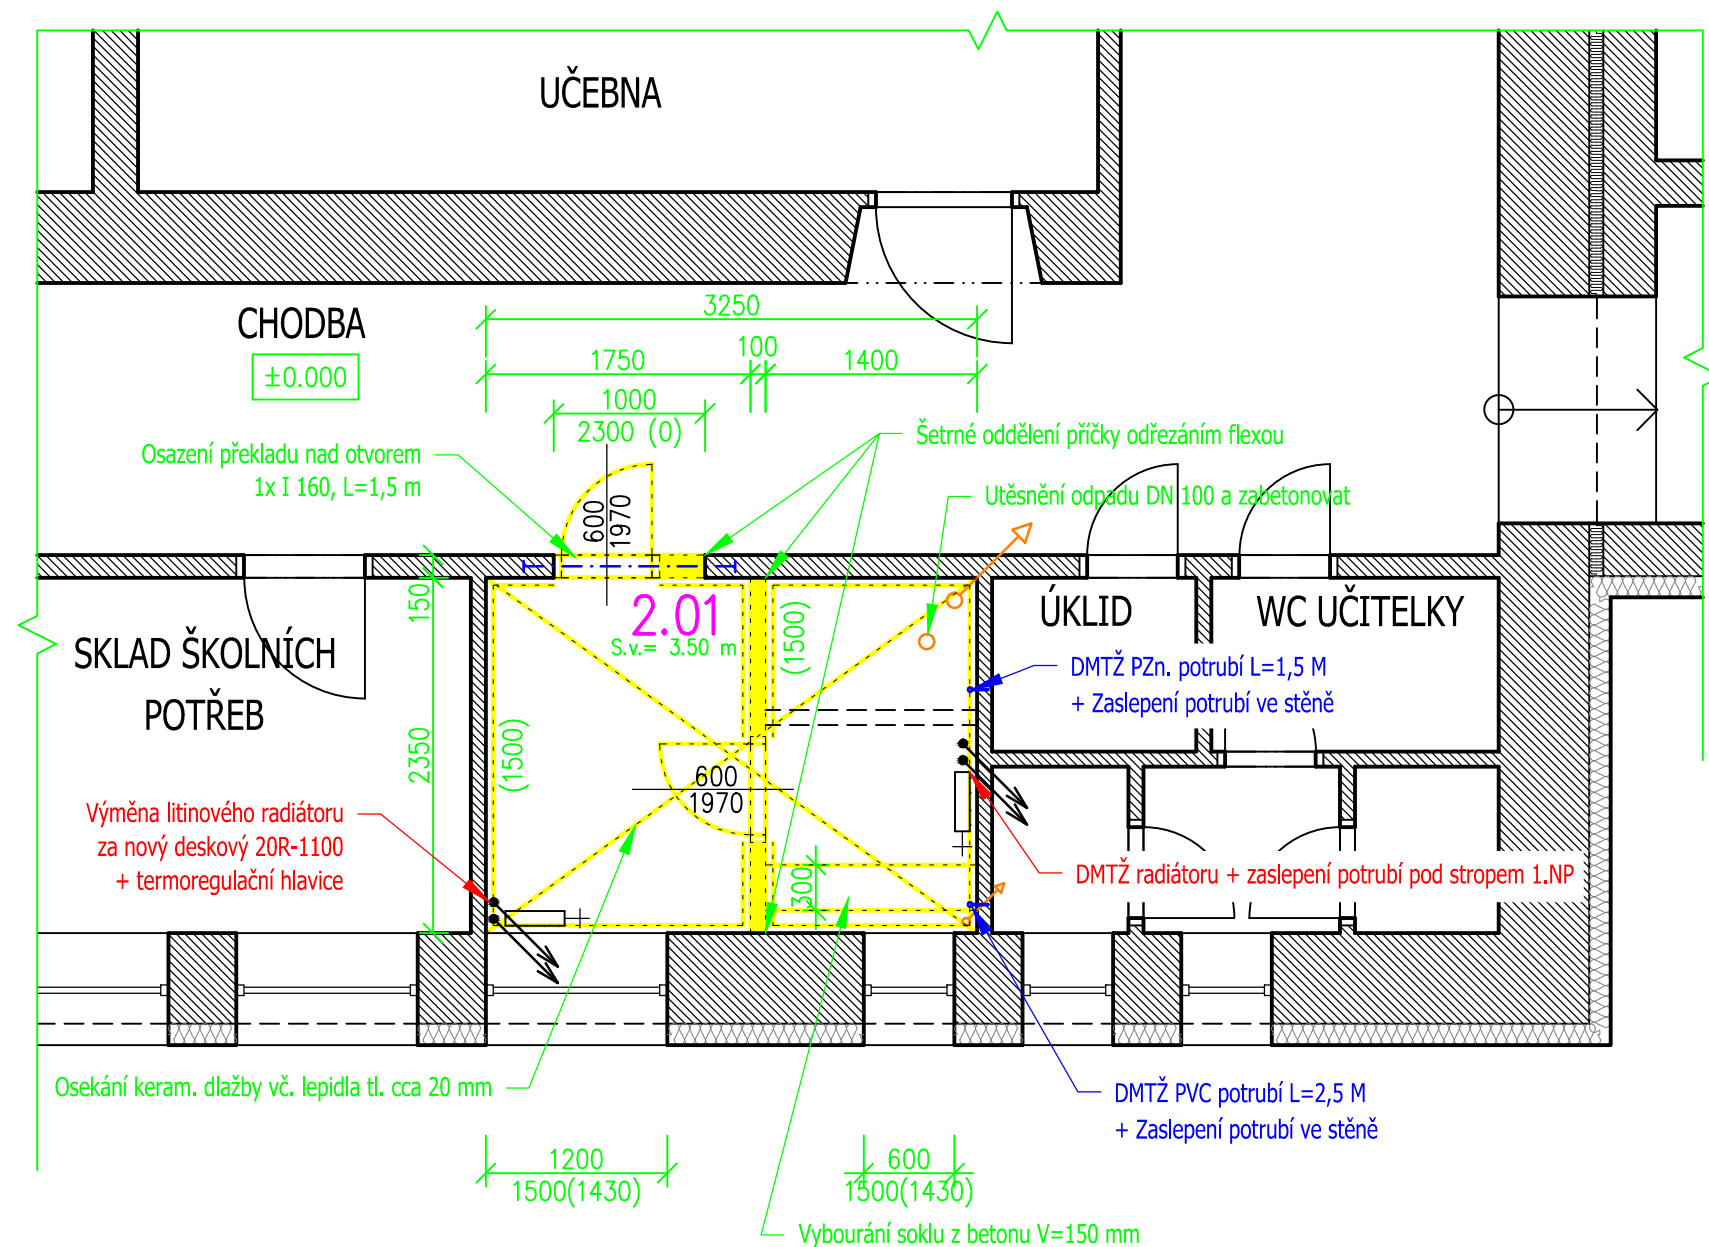 UČEBNA
CHODBA
±0.000
3250
1750
100
1400
1000
2300 (0)
Osazení překladu nad otvorem
1x I 160, L=1,5 m
Šetrné oddělení příčky odřezáním flexou
Utěsnění odpadu DN 100 a zabetonovat
600
1970
150
2350
2.01
S.v.= 3.50 m
(1500)
(1500)
ÚKLID
WC UČITELKY
SKLAD ŠKOLNÍCH
POTŘEB
DMTŽ PZn. potrubí L=1,5 M
+ Zaslepení potrubí ve stěně
600
1970
Výměna litinového radiátoru
za nový deskový 20R-1100
+ termoregulační hlavice
300
DMTŽ radiátoru + zaslepení potrubí pod stropem 1.NP
Osekání keram. dlažby vč. lepidla tl. cca 20 mm
DMTŽ PVC potrubí L=2,5 M
+ Zaslepení potrubí ve stěně
1200
1500(1430)
600
1500(1430)
Vybourání soklu z betonu V=150 mm